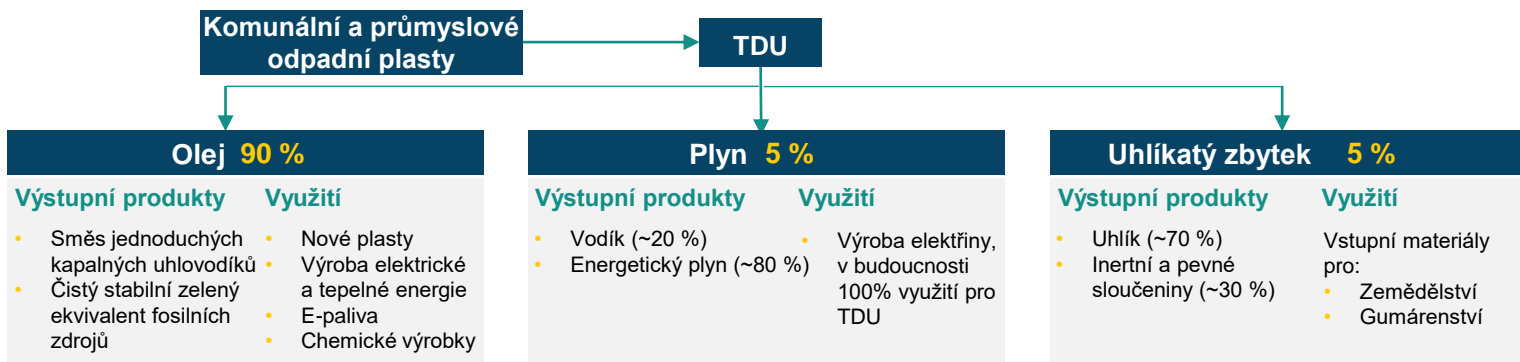 Komunální a průmyslové
odpadní plasty
TDU
Olej 90 %
Výstupní produkty
• Směs jednoduchých
kapalných uhlovodíků
• Čistý stabilní zelený
ekvivalent fosilních
zdrojů
Využití
• Nové plasty
• Výroba elektrické
a tepelné energie
• E-paliva
• Chemické výrobky
Plyn 5 %
Výstupní produkty
• Vodík (~20 %)
• Energetický plyn (~80 %)
Využití
• Výroba elektřiny,
v budoucnosti
100% využití pro
TDU
Uhlíkatý zbytek 5 %
Výstupní produkty
• Uhlík (~70 %)
• Inertní a pevné
sloučeniny (~30 %)
Využití
Vstupní materiály
pro:
• Zemědělství
• Gumárenství